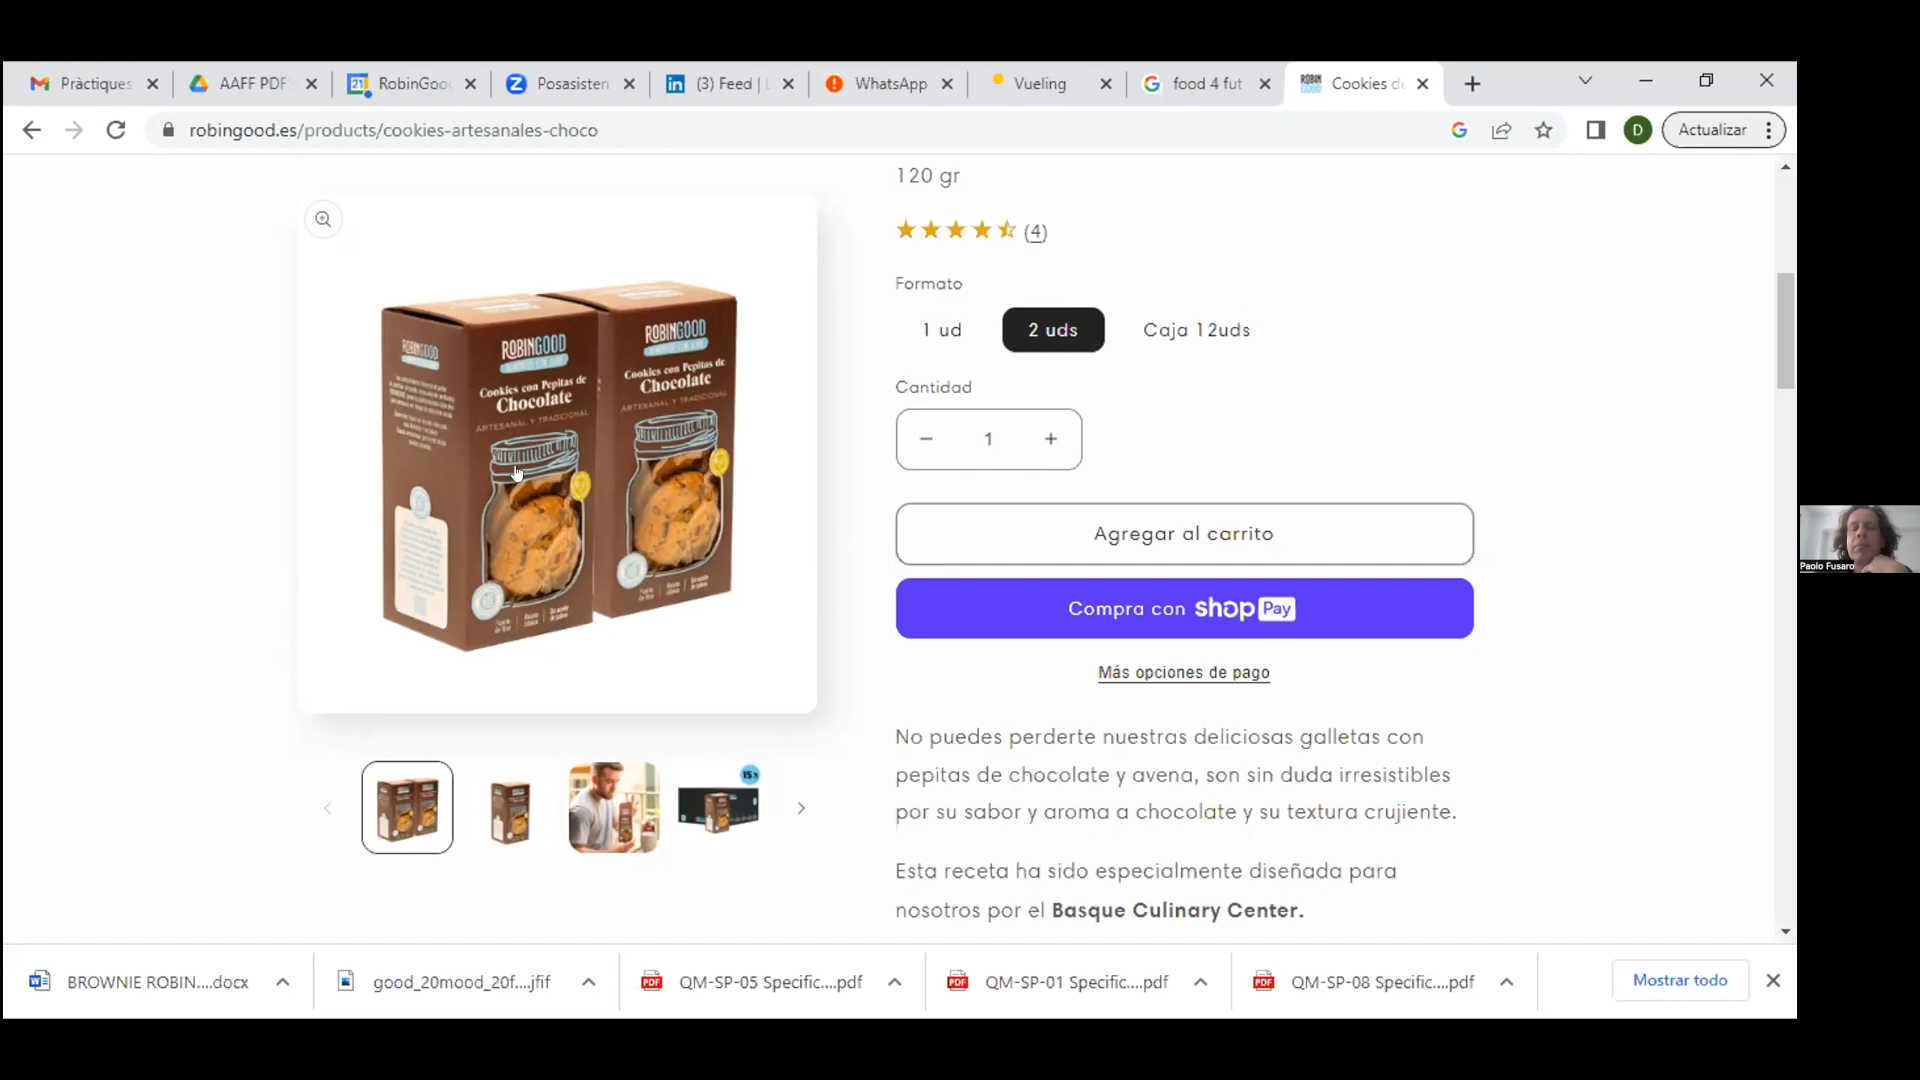 Pràctiques
AAFF PDF
RobinGoo
Posasisten
(3) Feed | L
WhatsApp
Vueling
food 4 fut
Cookies de
robingood.es/products/cookies-artesanales-choco
Actualizar
D
120 gr
(4)
Formato
1 ud
2 uds
Caja 12uds
Cantidad
1
Agregar al carrito
Compra con shop Pay
Más opciones de pago
No puedes perderte nuestras deliciosas galletas con
pepitas de chocolate y avena, son sin duda irresistibles
por su sabor y aroma a chocolate y su textura crujiente.
Esta receta ha sido especialmente diseñada para
nosotros por el Basque Culinary Center.
ROBINGOOD
ROBINGOOD
Cookies con Pepitas de
Chocolate
ARTESANAL Y TRADICIONAL
ROBINGOOD
Cookies con Pepitas de
Chocolate
ARTESANAL Y TRADICIONAL
Paolo Fusaro
BROWNIE ROBIN....docx
good_20mood_20f....jfif
QM-SP-05 Specific....pdf
QM-SP-01 Specific....pdf
QM-SP-08 Specific....pdf
Mostrar todo